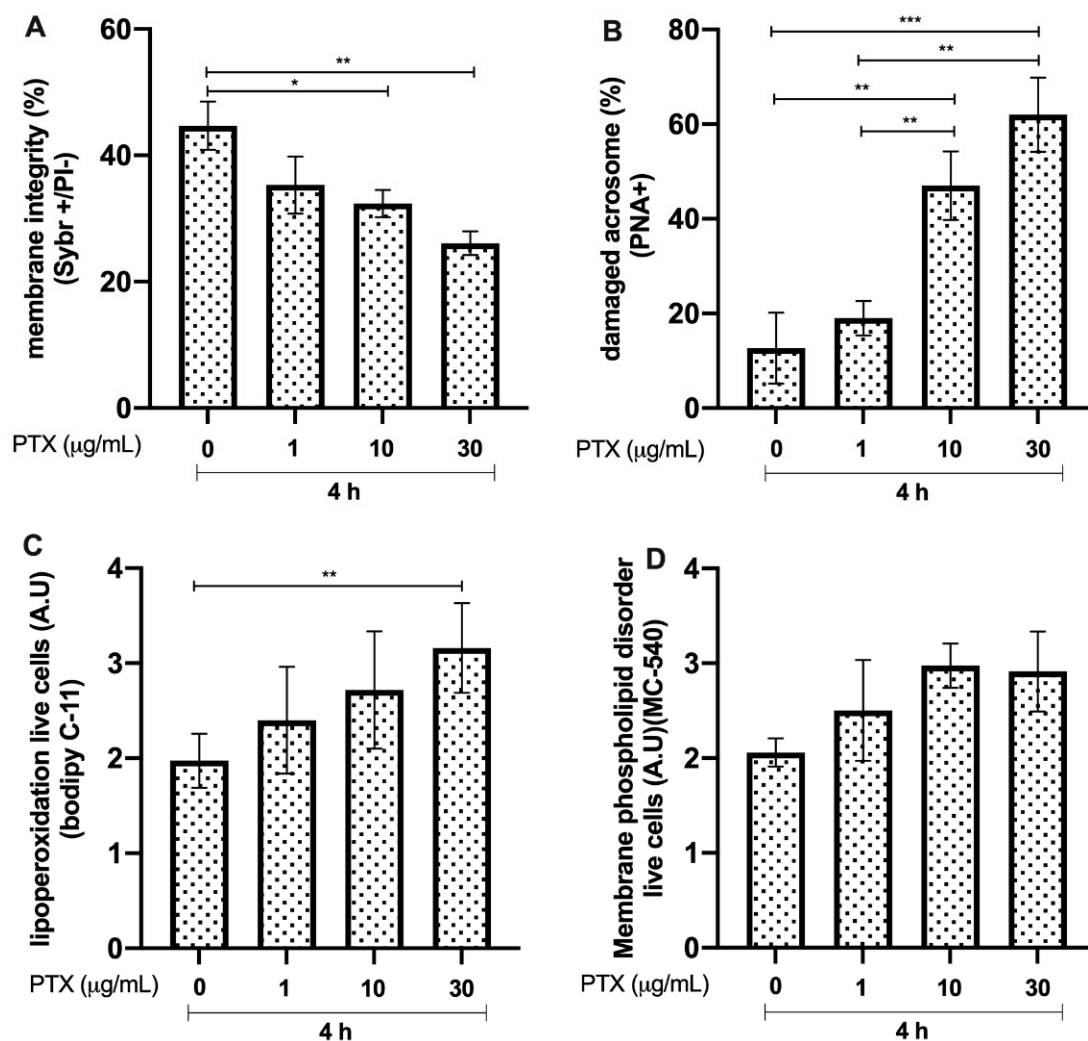 A
membrane integrity (%)
(Sybr +/PI-)
60
40
20
0
**
*
PTX (μg/mL)
0 1 10 30
4 h
B
damaged acrosome (%)
(PNA+)
80
60
40
20
0
***
**
**
**
PTX (μg/mL)
0 1 10 30
4 h
C
lipoperoxidation live cells (A.U)
(bodipy C-11)
4
3
2
1
0
**
PTX (μg/mL)
0 1 10 30
4 h
D
Membrane phospholipid disorder
live cells (A.U)(MC-540)
4
3
2
1
0
PTX (μg/mL)
0 1 10 30
4 h